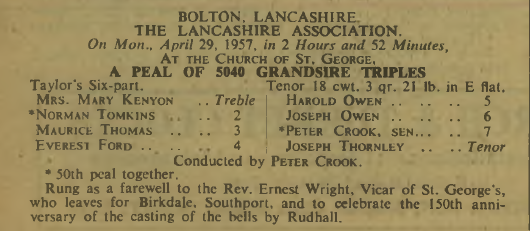 BOLTON, LANCASHIRE.
THE LANCASHIRE ASSOCIATION.
On Mon., April 29, 1957, in 2 Hours and 52 Minutes,
AT THE CHURCH OF ST. GEORGE,
A PEAL OF 5040 GRANDSIRE TRIPLES
Taylor's Six-part. Tenor 18 cwt. 3 qr. 21 lb. in E flat.
MRS. MARY KENYON .. Treble
*NORMAN TOMKINS .. .. 2
MAURICE THOMAS .. .. 3
EVEREST FORD .. .. .. 4
HAROLD OWEN .. .. .. 5
JOSEPH OWEN .. .. .. 6
*PETER CROOK, SEN... .. 7
JOSEPH THORNLEY .. .. Tenor
Conducted by PETER CROOK.
* 50th peal together.
Rung as a farewell to the Rev. Ernest Wright, Vicar of St. George's,
who leaves for Birkdale, Southport, and to celebrate the 150th anni-
versary of the casting of the bells by Rudhall.